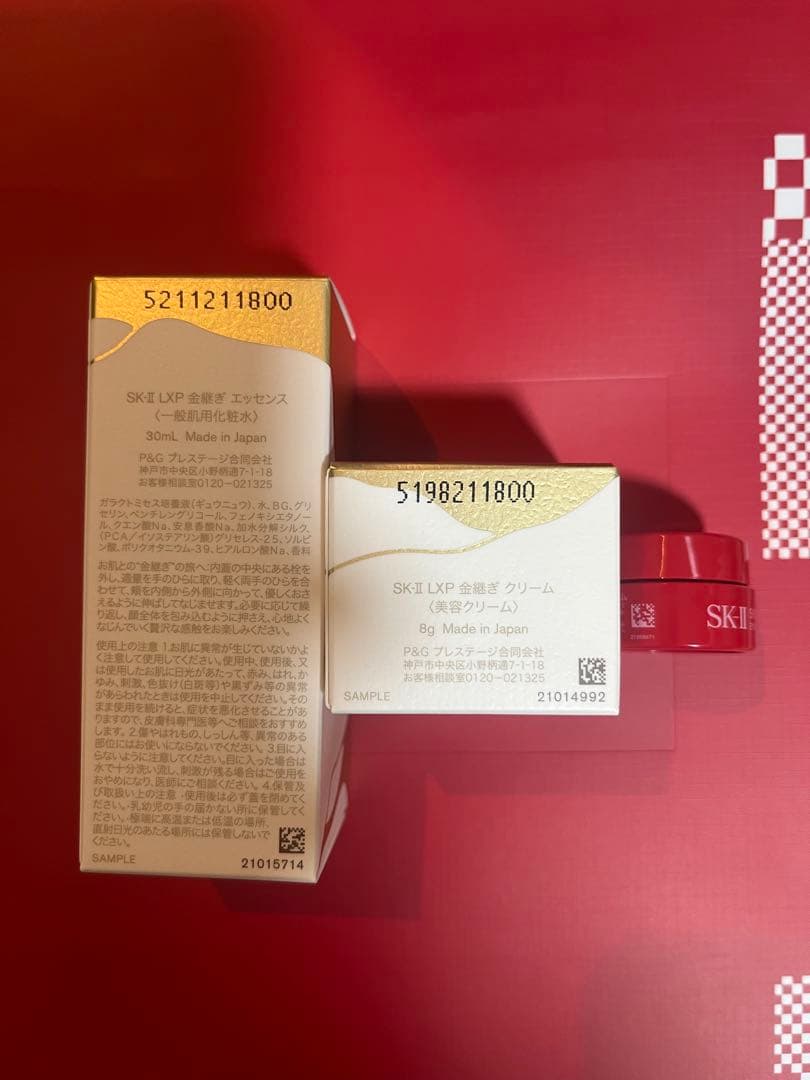 5211211800
SK-II LXP 金継ぎ エッセンス
〈一般肌用化粧水〉
30mL Made in Japan
P&G プレステージ合同会社
神戸市中央区小野柄通7-1-18
お客様相談室0120-021325
ガラクトミセス培養液(ギュウニュウ)、水、BG、グリ
セリン、ペンチレングリコール、フェノキシエタノー
ル、クエン酸Na、安息香酸Na、加水分解シルク、
(PCA/イソステアリン酸)グリセレス-25、ソルビ
ン酸、ポリクオタニウム-39、ヒアルロン酸Na、香料
お肌との“金継ぎ”の旅へ:内蓋の中央にある栓を
外し、適量を手のひらに取り、軽く両手のひらを合
わせて、頬を内側から外側に向かって、優しくおさ
えるように伸ばしてなじませます。必要に応じて繰
り返し、顔全体を包み込むように押さえ、心地よく
なじんでいく贅沢な感触をお楽しみください。
使用上の注意 1.お肌に異常が生じていないかよ
く注意して使用してください。使用中、使用後、又
は使用したお肌に日光があたって、赤み、はれ、か
ゆみ、刺激、色抜け(白斑等)や黒ずみ等の異常
があらわれたときは使用を中止してください。その
まま使用を続けると、症状を悪化させることがあ
りますので、皮膚科専門医等へご相談をおすすめ
します。2.傷やはれもの、しっしん等、異常のある
部位にはお使いにならないでください。3.目に入
らないように注意してください。目に入った場合は
水で十分洗い流し、刺激が残る場合はご使用を
おやめになり、医師にご相談ください。4.保管及
び取扱い上の注意・使用後は必ず蓋を閉めてく
ださい。・乳幼児の手の届かない所に保管してく
ださい。・極端に高温または低温の場所、
直射日光のあたる場所には保管しないで
ください。
SAMPLE 21015714
5198211800
SK-II LXP 金継ぎ クリーム
〈美容クリーム〉
8g Made in Japan
P&G プレステージ合同会社
神戸市中央区小野柄通7-1-18
お客様相談室0120-021325
SAMPLE 21014992
SK-II